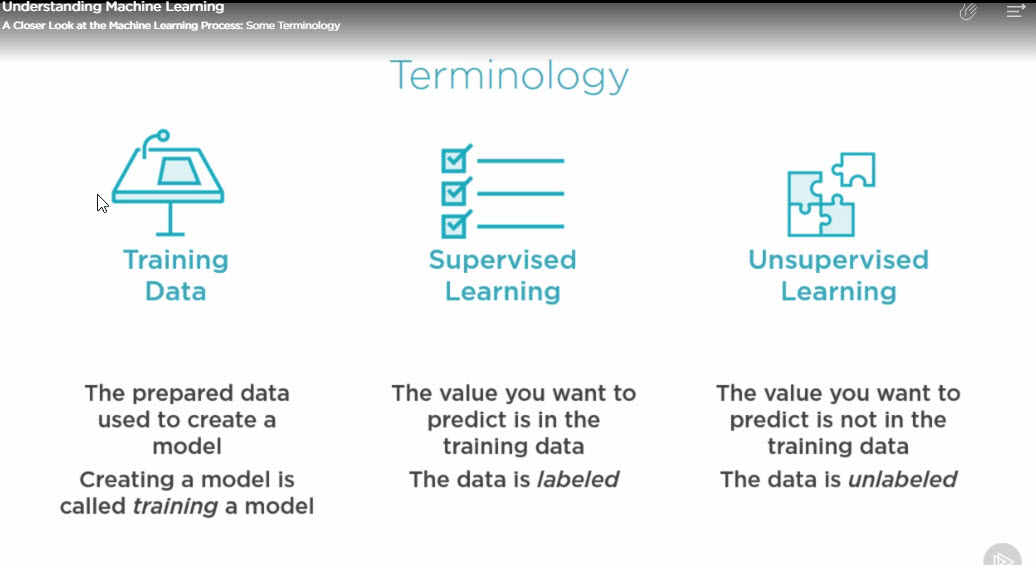 Understanding Machine Learning
A Closer Look at the Machine Learning Process: Some Terminology
Terminology
Training
Data
The prepared data
used to create a
model
Creating a model is
called training a model
Supervised
Learning
The value you want to
predict is in the
training data
The data is labeled
Unsupervised
Learning
The value you want to
predict is not in the
training data
The data is unlabeled